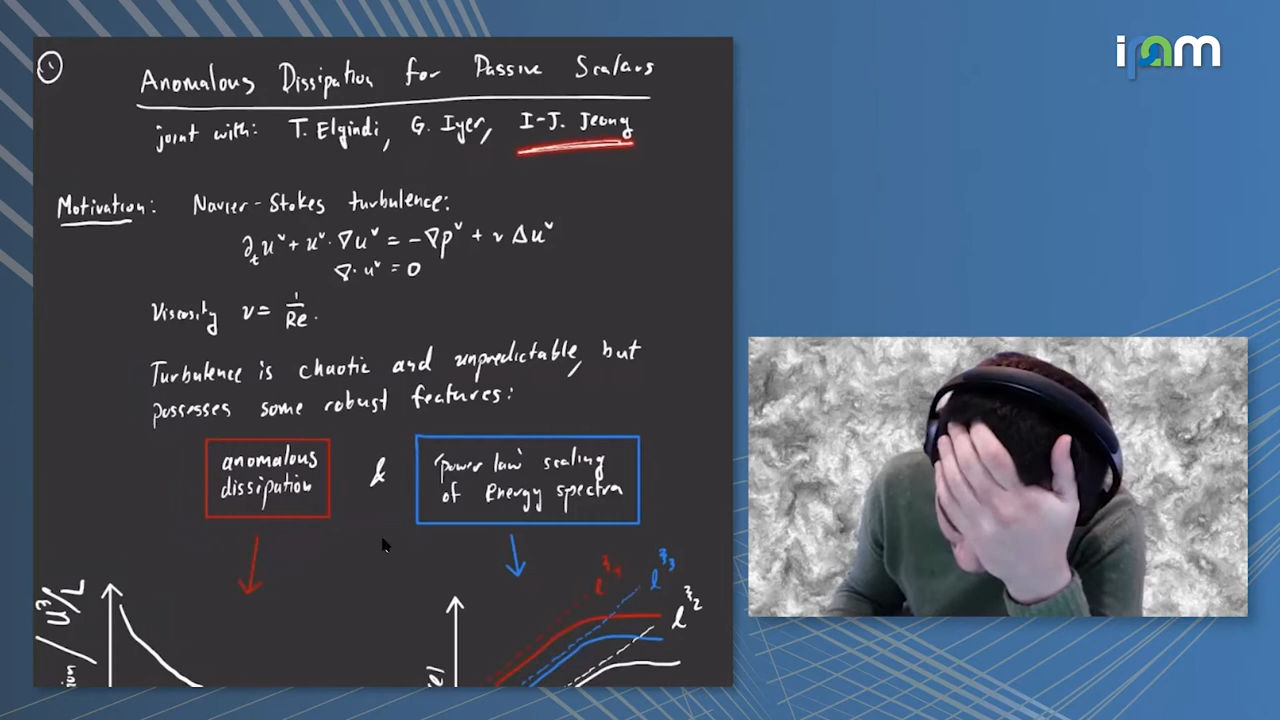 ipam
1
Anomalous Dissipation for Passive Scalars
joint with: T. Elgindi, G. Iyer, I-J. Jeong
Motivation: Navier-Stokes turbulence:
∂ₜu^ν + u^ν · ∇u^ν = -∇p^ν + ν Δu^ν
∇· u^ν = 0
Viscosity ν = 1/Re.
Turbulence is chaotic and unpredictable, but
possesses some robust features:
anomalous
dissipation
&
'power law' scaling
of energy spectra
ℓ^ζ₄
ℓ^ζ₃
ℓ^ζ₂
/ U³/L